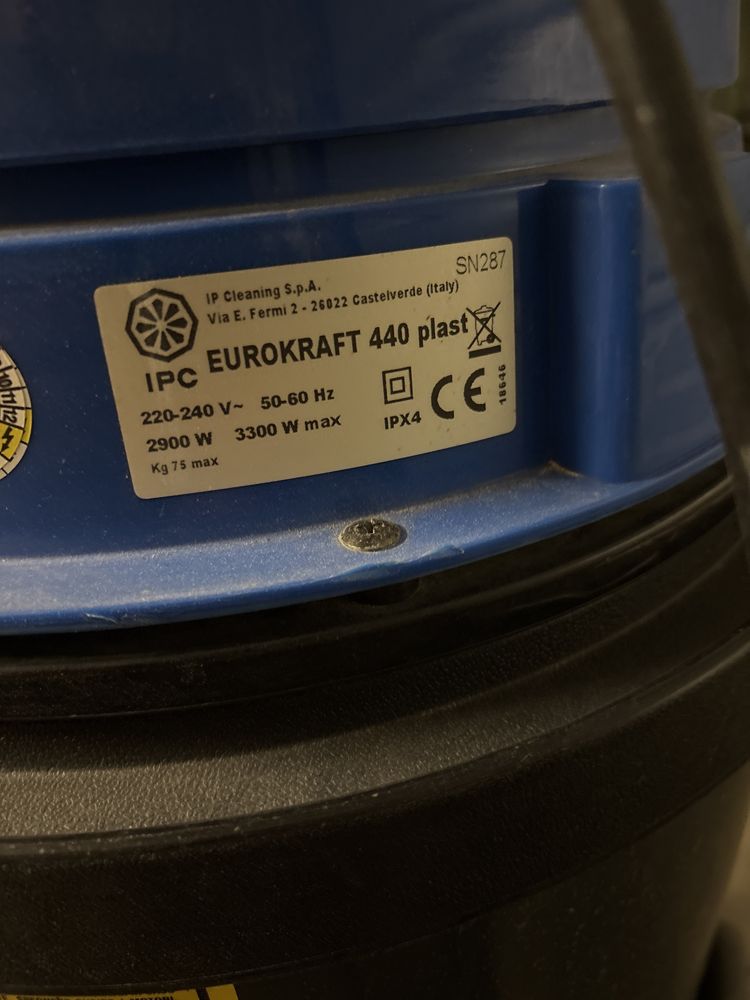 SN287
IP Cleaning S.p.A.
Via E. Fermi 2 - 26022 Castelverde (Italy)
IPC EUROKRAFT 440 plast
220-240 V~ 50-60 Hz
2900 W 3300 W max
IPX4
Kg 75 max
18646
CE